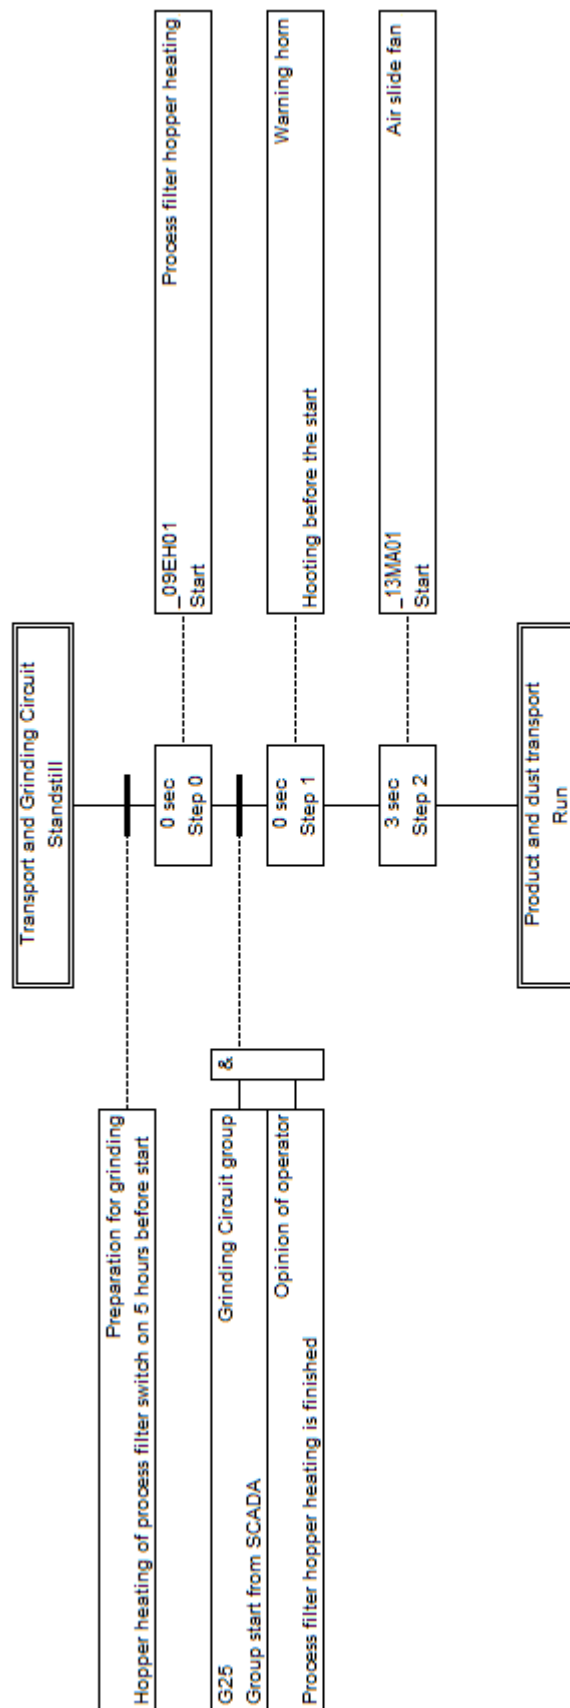 Transport and Grinding Circuit
Standstill
Preparation for grinding
Hopper heating of process filter switch on 5 hours before start
0 sec
Step 0
_09EH01
Process filter hopper heating
Start
G25
Grinding Circuit group
Group start from SCADA
Opinion of operator
Process filter hopper heating is finished
&
0 sec
Step 1
Warning horn
Hooting before the start
3 sec
Step 2
_13MA01
Air slide fan
Start
Product and dust transport
Run